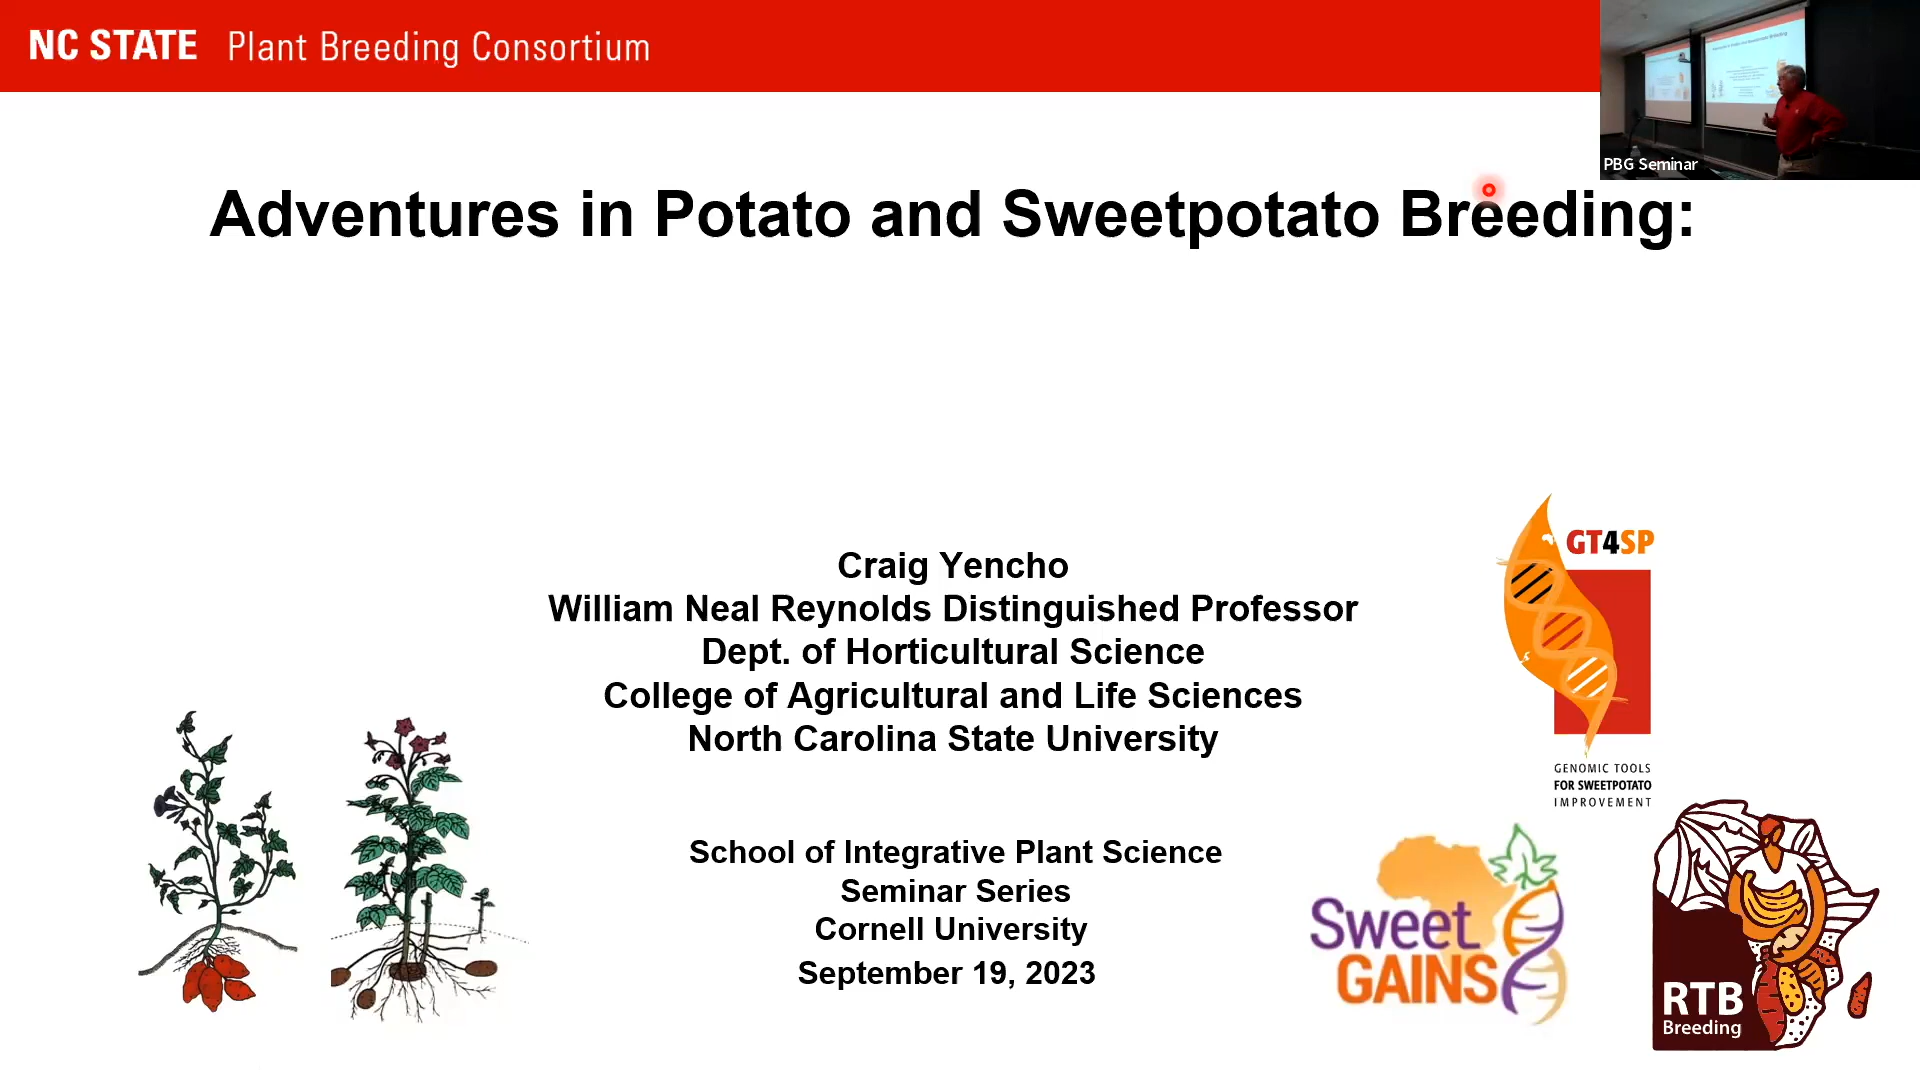 NC STATE Plant Breeding Consortium
PBG Seminar
Adventures in Potato and Sweetpotato Breeding:
Craig Yencho
William Neal Reynolds Distinguished Professor
Dept. of Horticultural Science
College of Agricultural and Life Sciences
North Carolina State University
GT4SP
GENOMIC TOOLS
FOR SWEETPOTATO
IMPROVEMENT
School of Integrative Plant Science
Seminar Series
Cornell University
September 19, 2023
Sweet
GAINS
RTB
Breeding